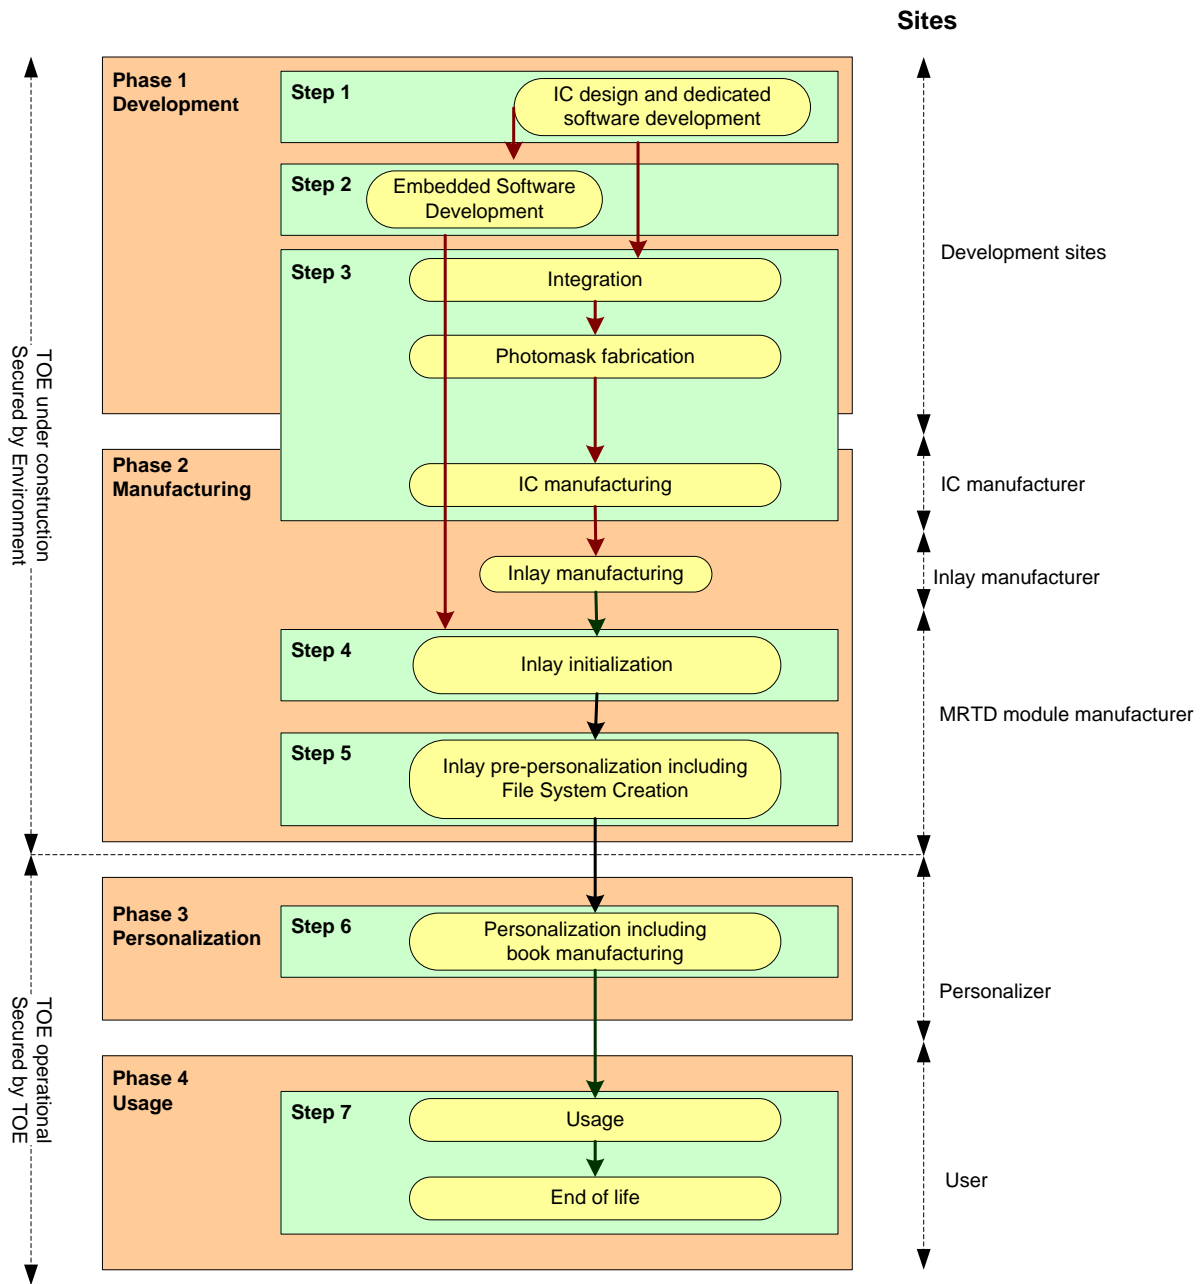 Sites
Phase 1
Development
Step 1
IC design and dedicated
software development
Step 2
Embedded Software
Development
Step 3
Integration
Development sites
Photomask fabrication
TOE under construction
Secured by Environment
Phase 2
Manufacturing
IC manufacturing
IC manufacturer
Inlay manufacturing
Inlay manufacturer
Step 4
Inlay initialization
MRTD module manufacturer
Step 5
Inlay pre-personalization including
File System Creation
Phase 3
Personalization
Step 6
Personalization including
book manufacturing
Personalizer
TOE operational
Secured by TOE
Phase 4
Usage
Step 7
Usage
User
End of life